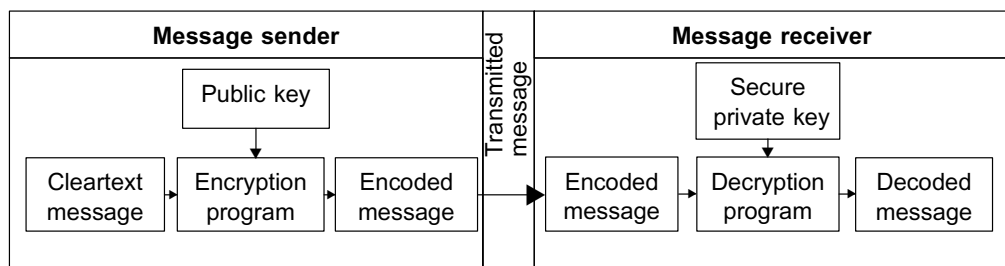 Message sender
Transmitted
message
Message receiver
Public key
Secure
private key
Cleartext
message
Encryption
program
Encoded
message
Encoded
message
Decryption
program
Decoded
message